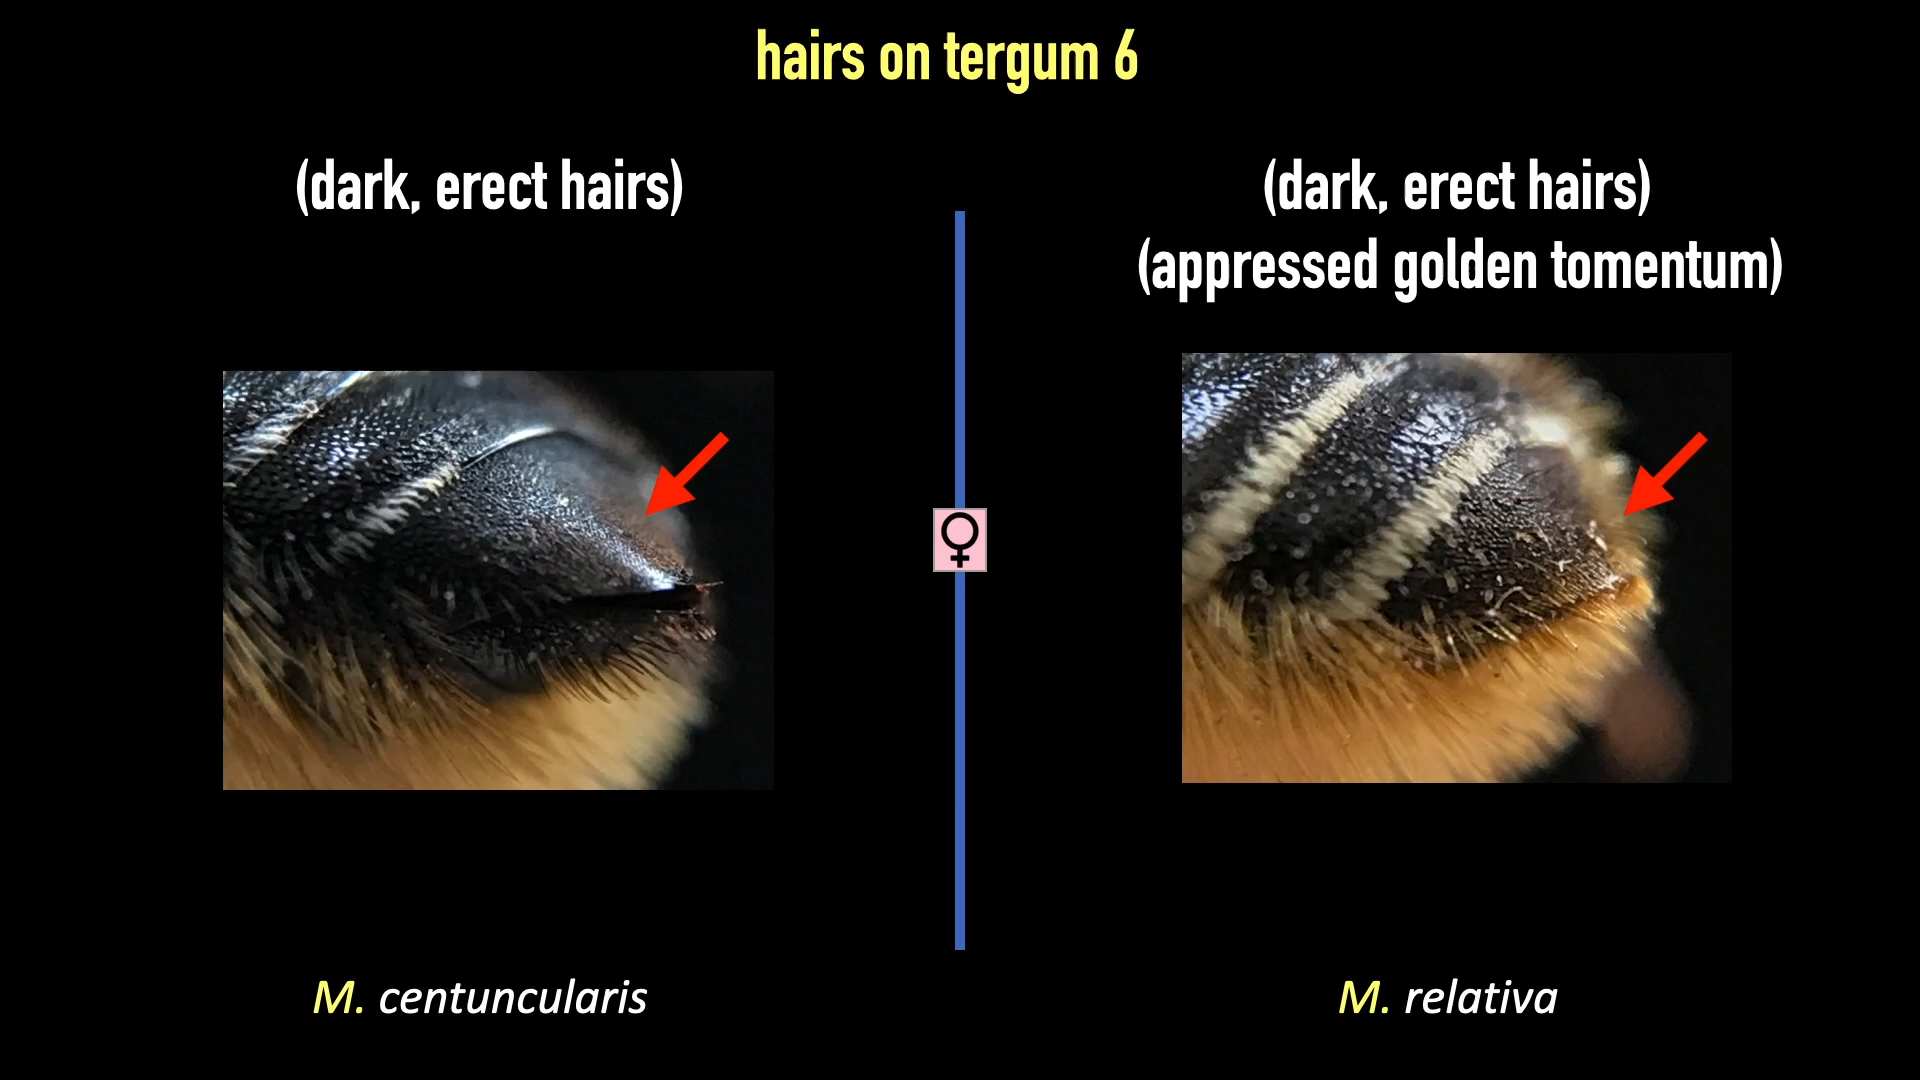 hairs on tergum 6
(dark, erect hairs)
(dark, erect hairs)
(appressed golden tomentum)
♀
M. centuncularis
M. relativa